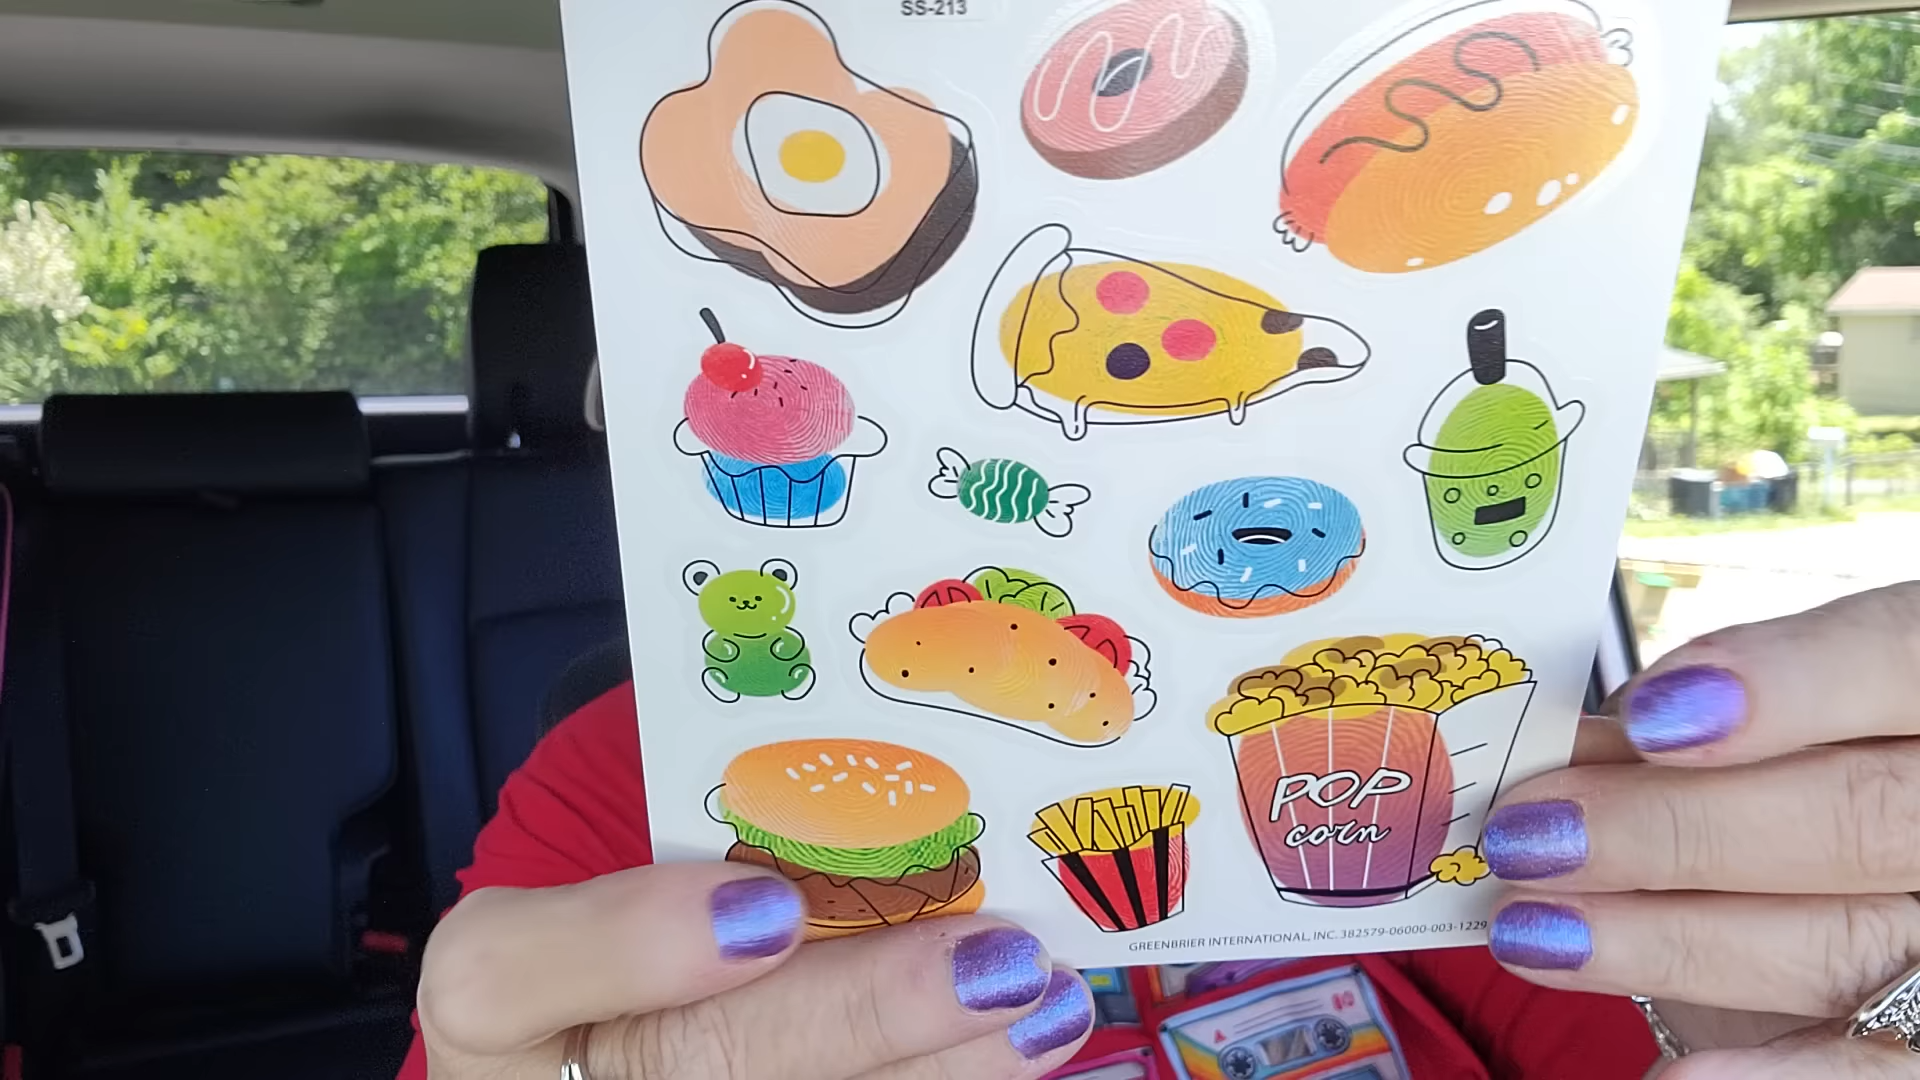 SS-213
POP
corn
GREENBRIER INTERNATIONAL, INC. 382579-06000-003-1229
A